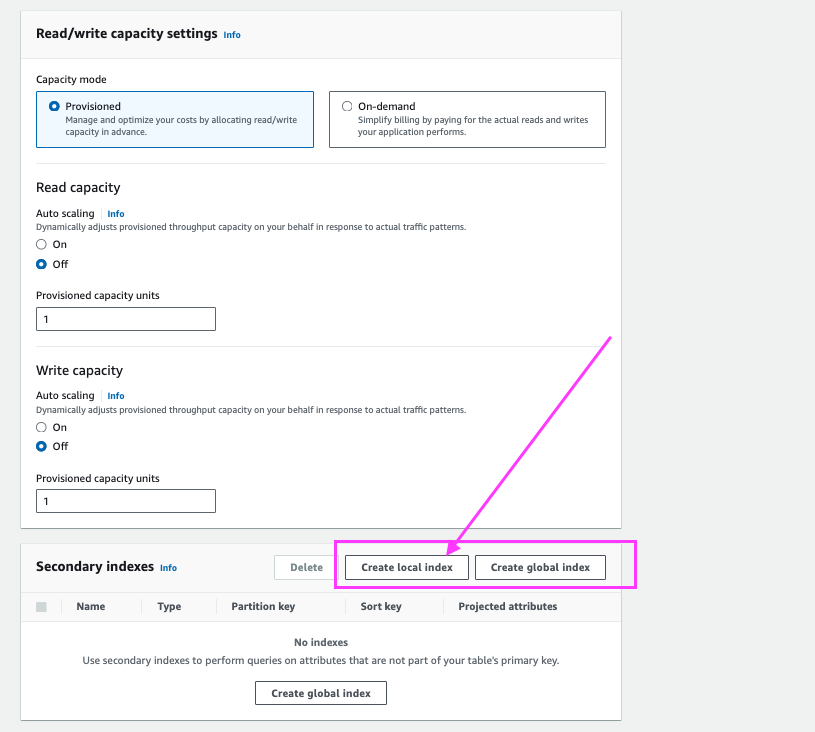 Read/write capacity settings Info
Capacity mode
Provisioned
Manage and optimize your costs by allocating read/write
capacity in advance.
On-demand
Simplify billing by paying for the actual reads and writes
your application performs.
Read capacity
Auto scaling Info
Dynamically adjusts provisioned throughput capacity on your behalf in response to actual traffic patterns.
On
Off
Provisioned capacity units
1
Write capacity
Auto scaling Info
Dynamically adjusts provisioned throughput capacity on your behalf in response to actual traffic patterns.
On
Off
Provisioned capacity units
1
Secondary indexes Info Delete Create local index Create global index
Name Type Partition key Sort key Projected attributes
No indexes
Use secondary indexes to perform queries on attributes that are not part of your table's primary key.
Create global index